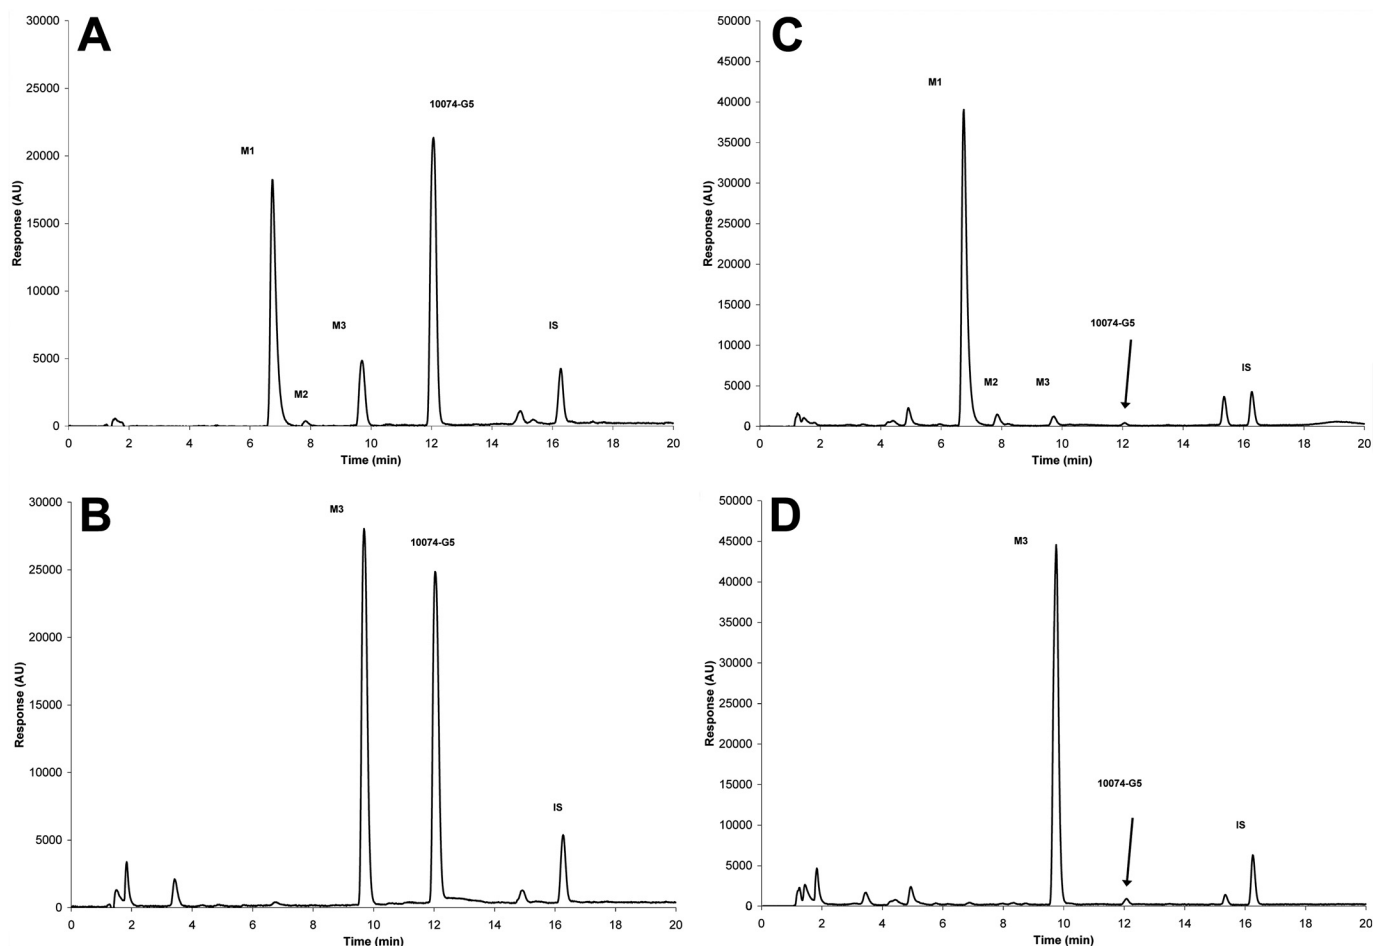 A
30000
25000
20000
15000
10000
5000
0
Response (AU)
M1
M2
M3
10074-G5
IS
0 2 4 6 8 10 12 14 16 18 20
Time (min)
C
50000
45000
40000
35000
30000
25000
20000
15000
10000
5000
0
Response (AU)
M1
M2
M3
10074-G5
IS
0 2 4 6 8 10 12 14 16 18 20
Time (min)
B
30000
25000
20000
15000
10000
5000
0
Response (AU)
M3
10074-G5
IS
0 2 4 6 8 10 12 14 16 18 20
Time (min)
D
50000
45000
40000
35000
30000
25000
20000
15000
10000
5000
0
Response (AU)
M3
10074-G5
IS
0 2 4 6 8 10 12 14 16 18 20
Time (min)